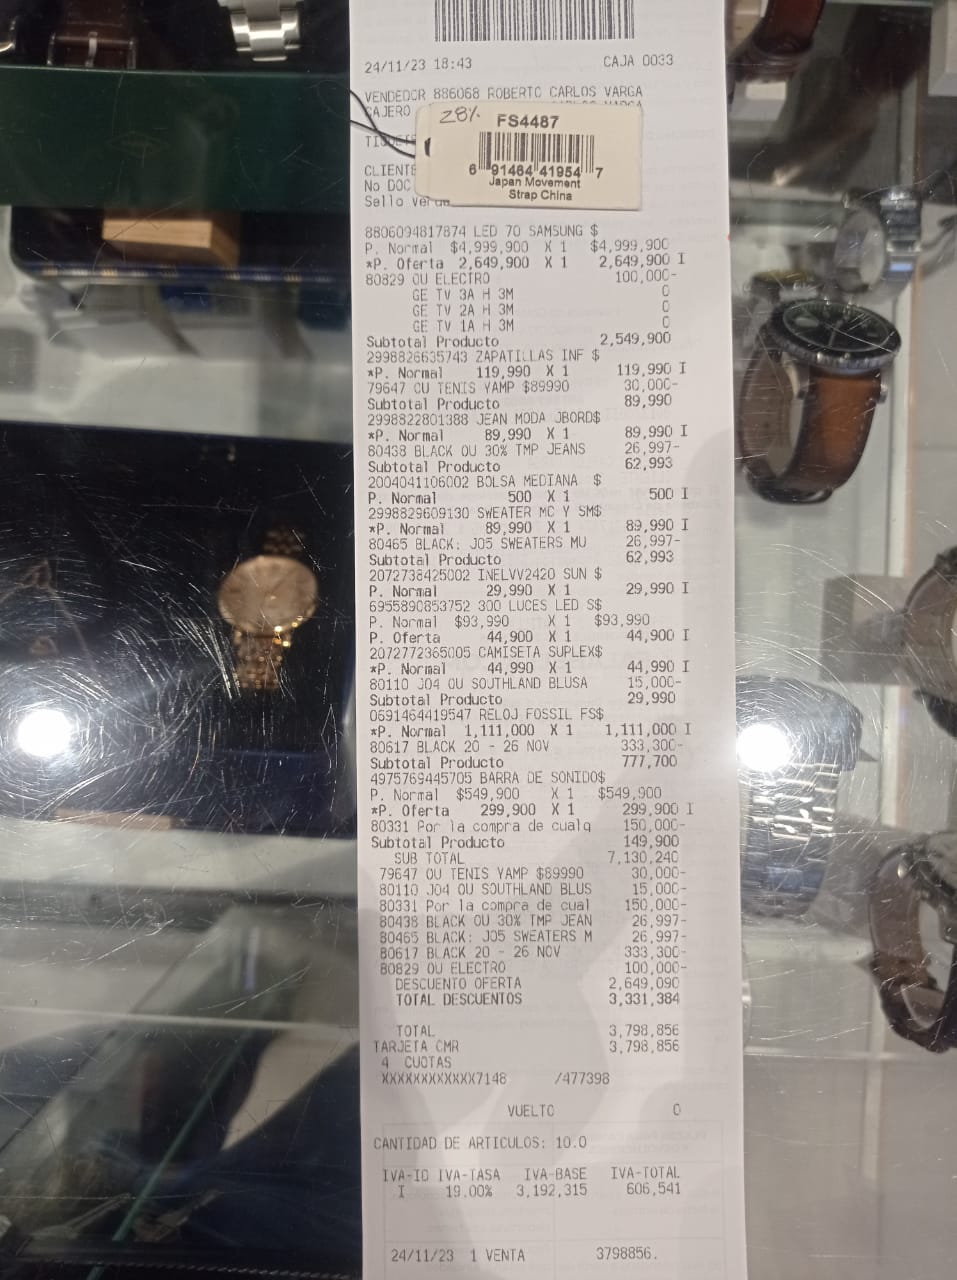 24/11/23 18:43 CAJA 0033
VENDEDOR 886068 ROBERTO CARLOS VARGA
CAJERO
28%
FS4487
6 91464 41954 7
Japan Movement
Strap China
CLIENTE
No DOC
Sello Verde
8806094817874 LED 70 SAMSUNG $
P. Normal $4,999,900 X 1 $4,999,900
*P. Oferta 2,649,900 X 1 2,649,900 I
80829 OU ELECTRO 100,000-
GE TV 3A H 3M 0
GE TV 2A H 3M 0
GE TV 1A H 3M 0
Subtotal Producto 2,549,900
2998826635743 ZAPATILLAS INF $
*P. Normal 119,990 X 1 119,990 I
79647 OU TENIS YAMP $89990 30,000-
Subtotal Producto 89,990
2998822801388 JEAN MODA JBORD$
*P. Normal 89,990 X 1 89,990 I
80438 BLACK OU 30% TMP JEANS 26,997-
Subtotal Producto 62,993
2004041106002 BOLSA MEDIANA $
P. Normal 500 X 1 500 I
2998829609130 SWEATER MC Y SM$
*P. Normal 89,990 X 1 89,990 I
80465 BLACK: J05 SWEATERS MU 26,997-
Subtotal Producto 62,993
2072738425002 INELVV2420 SUN $
P. Normal 29,990 X 1 29,990 I
6955890853752 300 LUCES LED S$
P. Normal $93,990 X 1 $93,990
P. Oferta 44,900 X 1 44,900 I
2072772365005 CAMISETA SUPLEX$
*P. Normal 44,990 X 1 44,990 I
80110 J04 OU SOUTHLAND BLUSA 15,000-
Subtotal Producto 29,990
0691464419547 RELOJ FOSSIL FS$
*P. Normal 1,111,000 X 1 1,111,000 I
80617 BLACK 20 - 26 NOV 333,300-
Subtotal Producto 777,700
4975769445705 BARRA DE SONIDO$
P. Normal $549,900 X 1 $549,900
*P. Oferta 299,900 X 1 299,900 I
80331 Por la compra de cualq 150,000-
Subtotal Producto 149,900
SUB TOTAL 7,130,240
79647 OU TENIS YAMP $89990 30,000-
80110 J04 OU SOUTHLAND BLUS 15,000-
80331 Por la compra de cual 150,000-
80438 BLACK OU 30% TMP JEAN 26,997-
80465 BLACK: J05 SWEATERS M 26,997-
80617 BLACK 20 - 26 NOV 333,300-
80829 OU ELECTRO 100,000-
DESCUENTO OFERTA 2,649,090
TOTAL DESCUENTOS 3,331,384
TOTAL 3,798,856
TARJETA CMR 3,798,856
4 CUOTAS
XXXXXXXXXXXX7148 /477398
VUELTO 0
CANTIDAD DE ARTICULOS: 10.0
IVA-ID IVA-TASA IVA-BASE IVA-TOTAL
I 19.00% 3,192,315 606,541
24/11/23 1 VENTA 3798856.